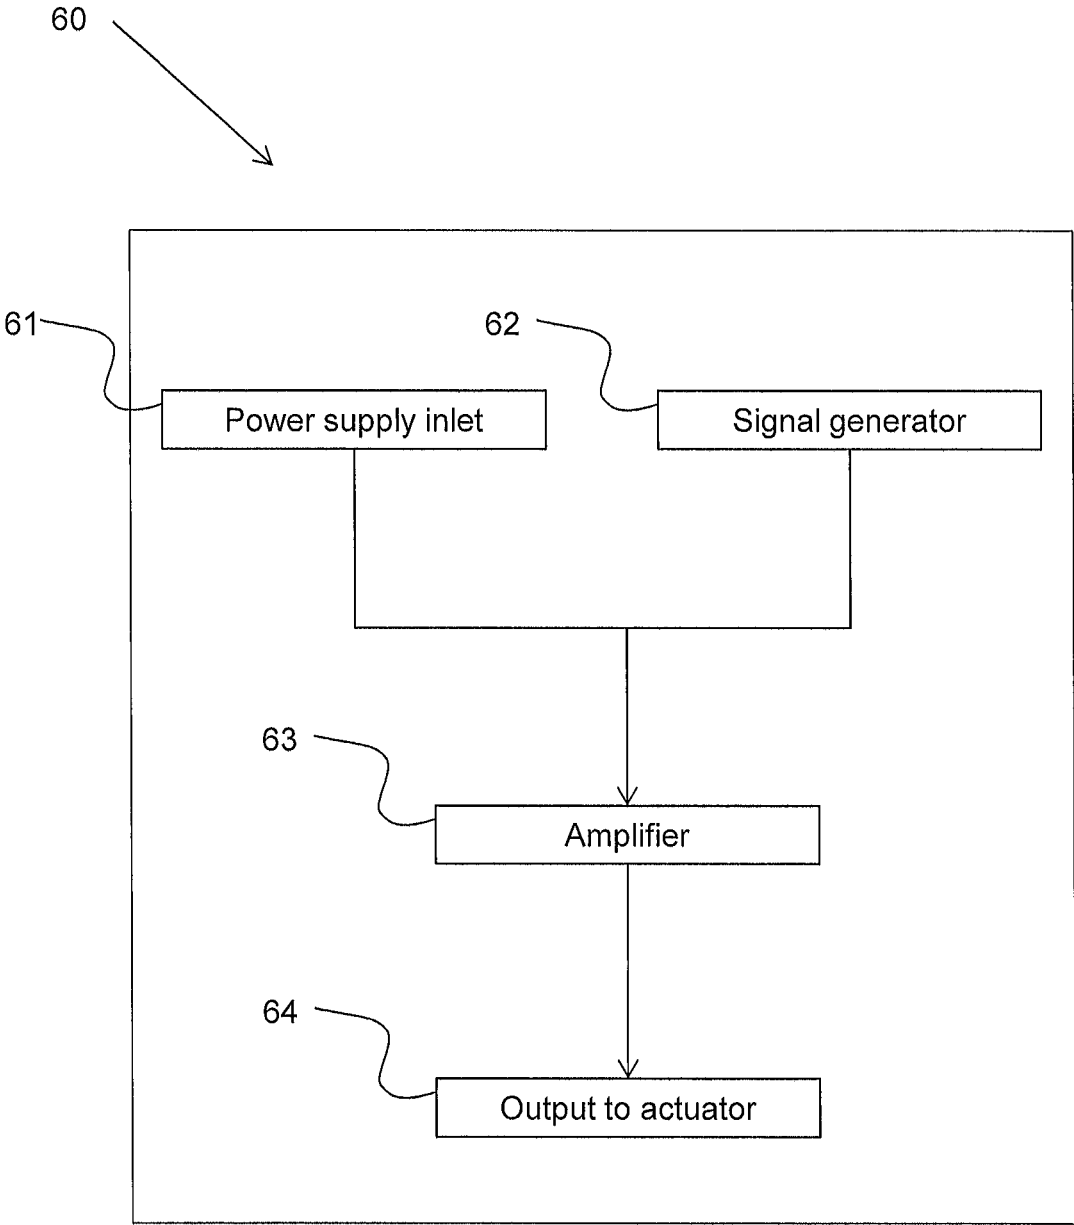 60
61
62
Power supply inlet
Signal generator
63
Amplifier
64
Output to actuator